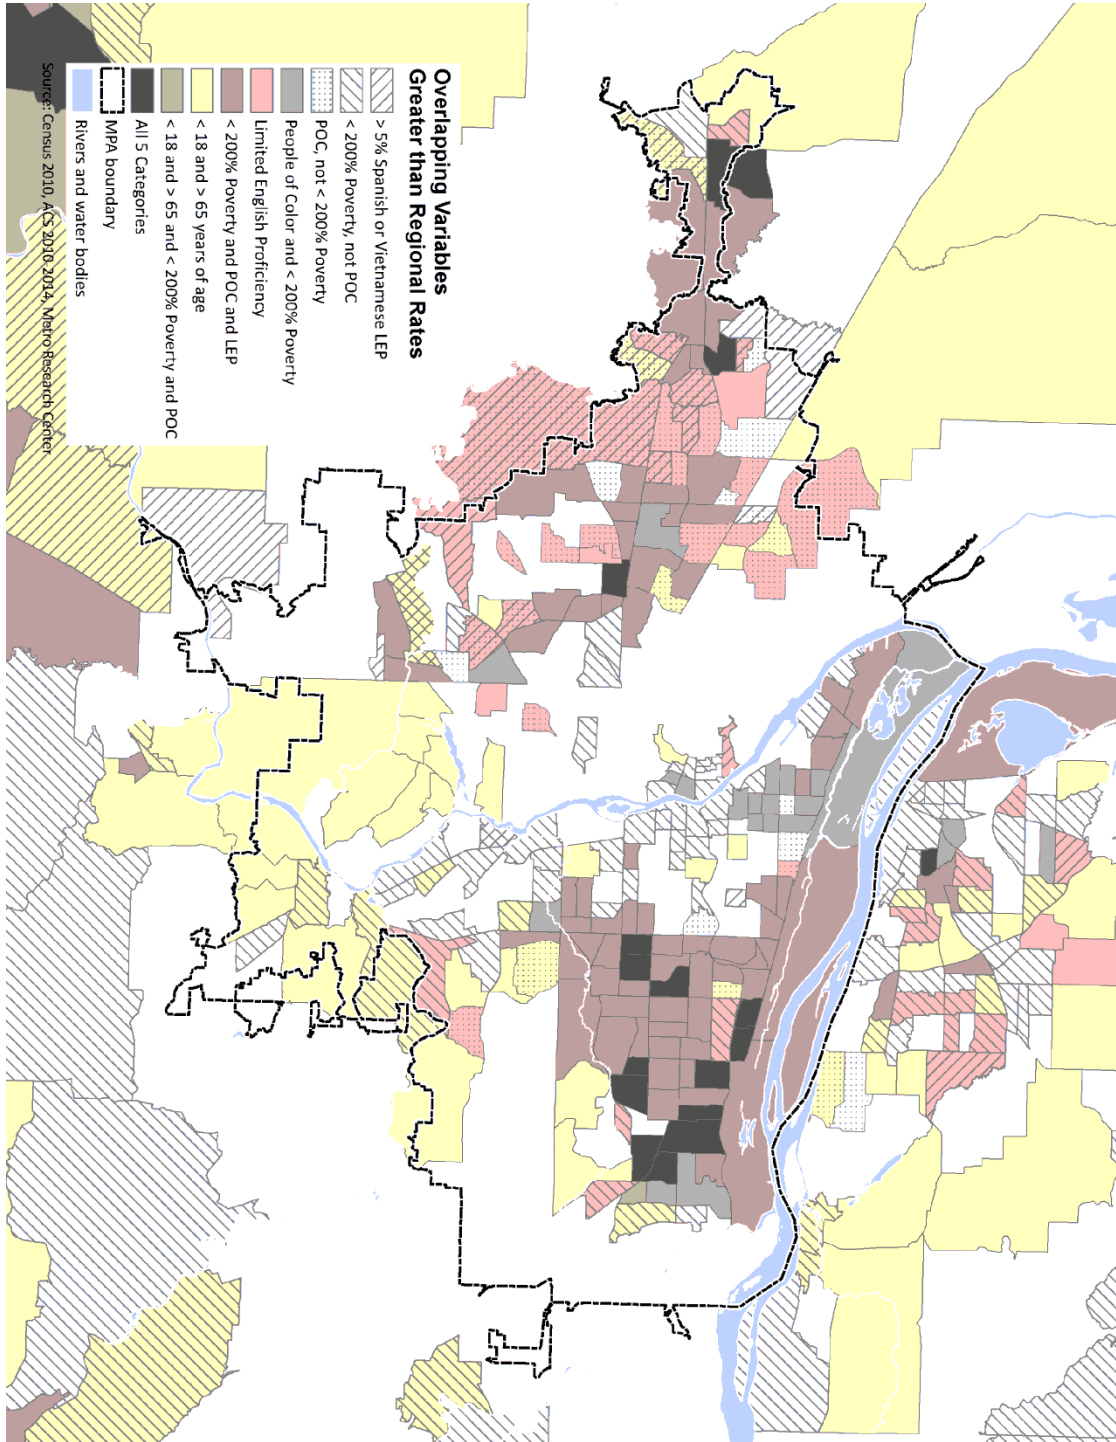 Overlapping Variables
Greater than Regional Rates
> 5% Spanish or Vietnamese LEP
< 200% Poverty, not POC
POC, not < 200% Poverty
People of Color and < 200% Poverty
Limited English Proficiency
< 200% Poverty and POC and LEP
< 18 and > 65 years of age
< 18 and > 65 and < 200% Poverty and POC
All 5 Categories
MPA boundary
Rivers and water bodies
Source: Census 2010, ACS 2010-2014, Metro Research Center